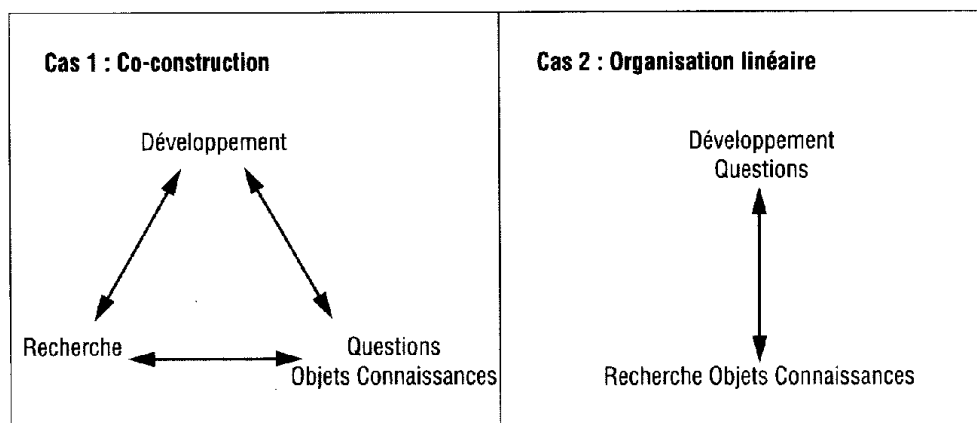 Cas 1 : Co-construction
Développement
Recherche
Questions
Objets Connaissances
Cas 2 : Organisation linéaire
Développement
Questions
Recherche Objets Connaissances